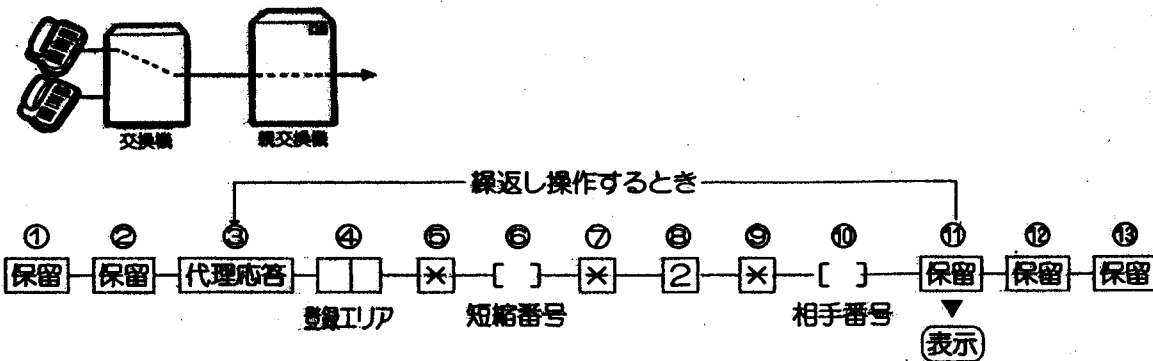 交換機 親交換機
繰返し操作するとき
① ② ③ ④ ⑤ ⑥ ⑦ ⑧ ⑨ ⑩ ⑪ ⑫ ⑬
保留 保留 代理応答 * [ ] * 2 * [ ] 保留 保留 保留
登録エリア 短縮番号 相手番号
表示